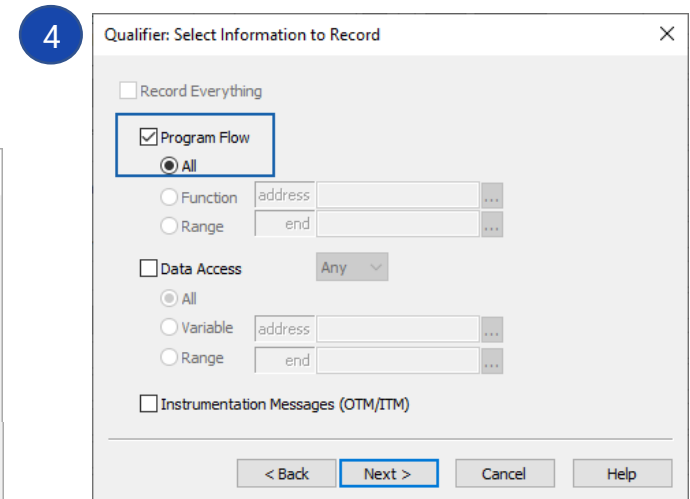 4
Qualifier: Select Information to Record
Record Everything
Program Flow
All
Function address ...
Range end ...
Data Access Any
All
Variable address ...
Range end ...
Instrumentation Messages (OTM/ITM)
< Back Next > Cancel Help